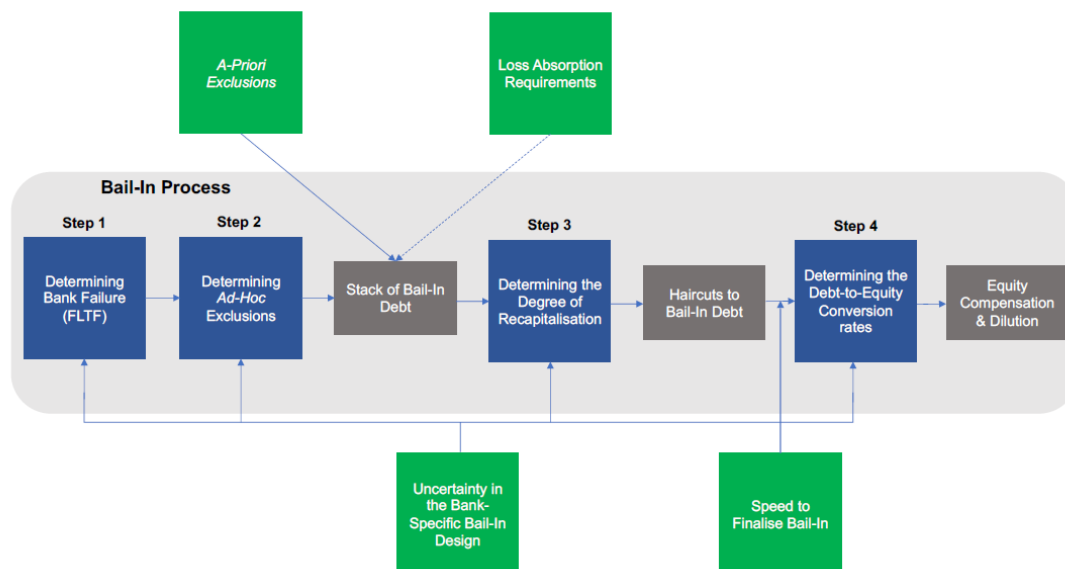 A-Priori
Exclusions
Loss Absorption
Requirements
Bail-In Process
Step 1
Step 2
Step 3
Step 4
Determining
Bank Failure
(FLTF)
Determining
Ad-Hoc
Exclusions
Stack of Bail-In
Debt
Determining the
Degree of
Recapitalisation
Haircuts to
Bail-In Debt
Determining the
Debt-to-Equity
Conversion
rates
Equity
Compensation
& Dilution
Uncertainty in
the Bank-
Specific Bail-In
Design
Speed to
Finalise Bail-In